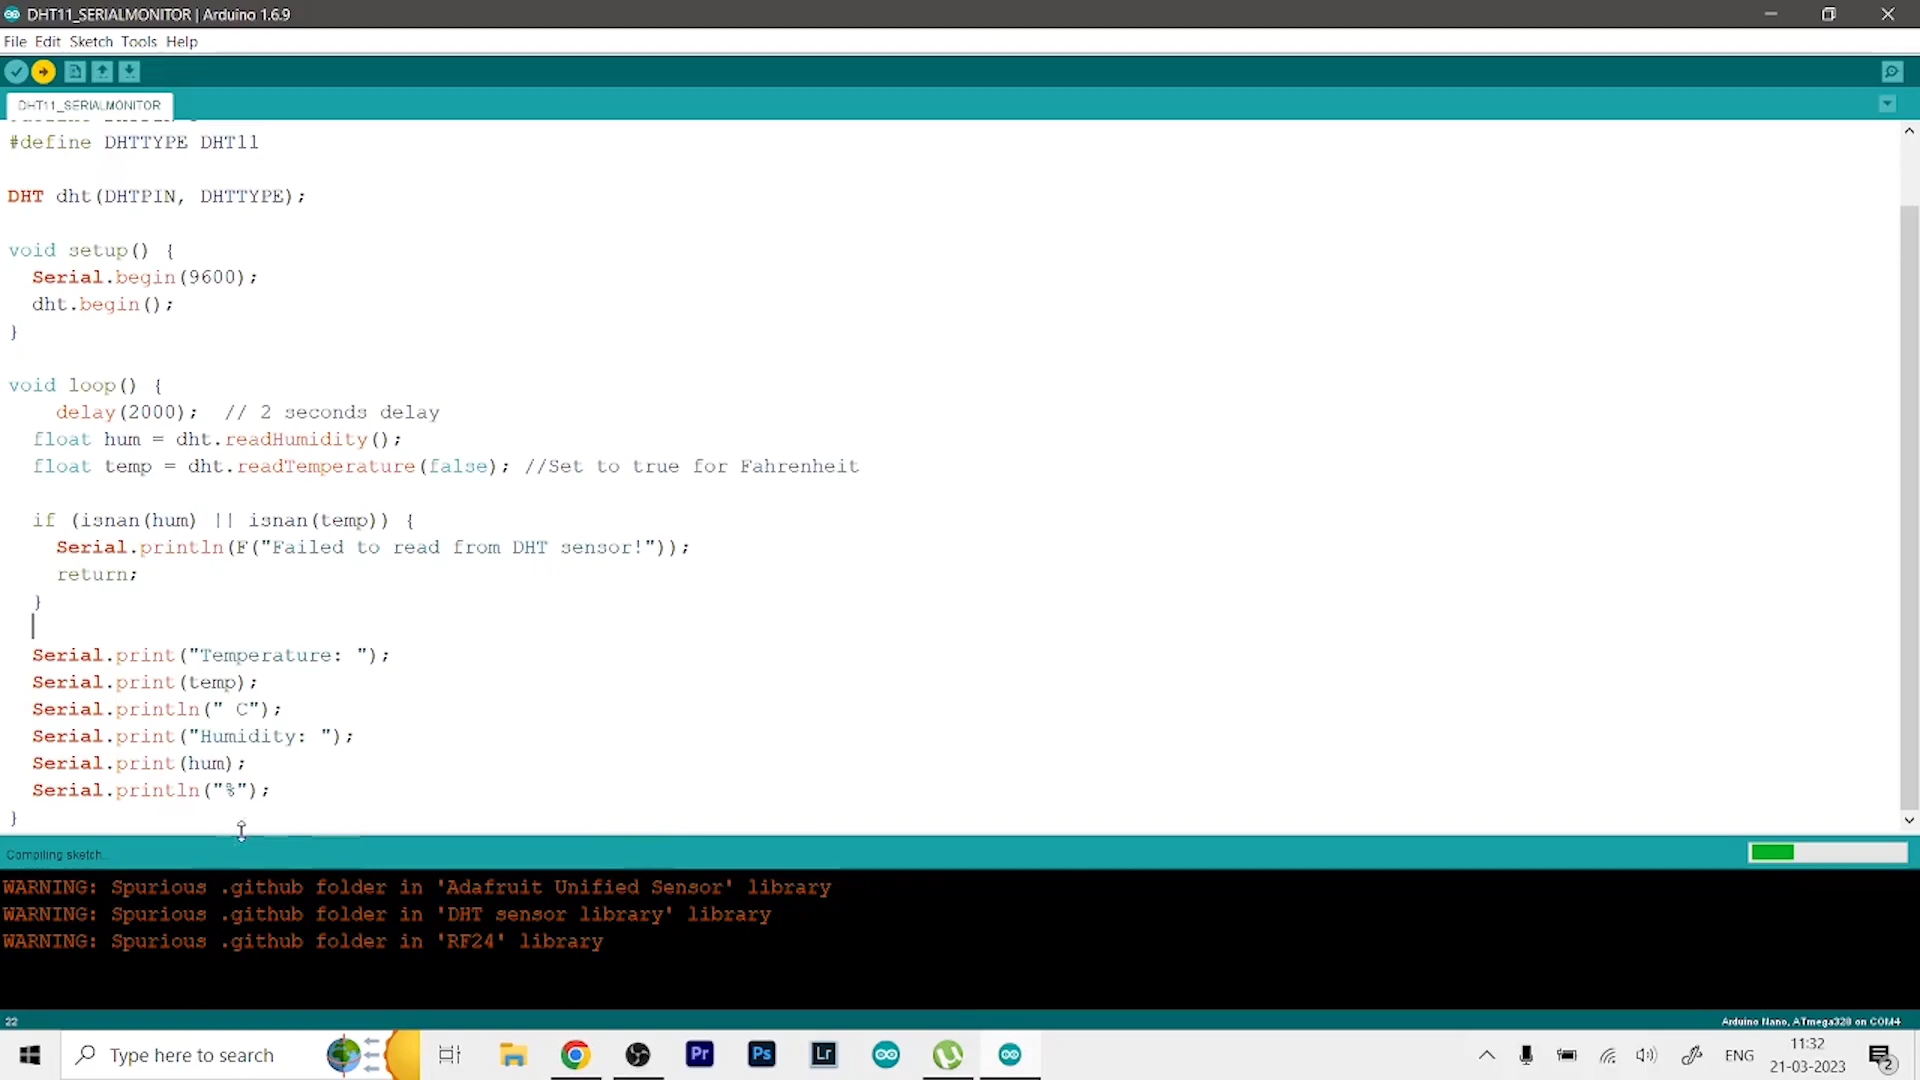 DHT11_SERIALMONITOR | Arduino 1.6.9
File Edit Sketch Tools Help
DHT11_SERIALMONITOR
#define DHTTYPE DHT11
DHT dht(DHTPIN, DHTTYPE);
void setup() {
Serial.begin(9600);
dht.begin();
}
void loop() {
delay(2000);  // 2 seconds delay
float hum = dht.readHumidity();
float temp = dht.readTemperature(false); //Set to true for Fahrenheit
if (isnan(hum) || isnan(temp)) {
Serial.println(F("Failed to read from DHT sensor!"));
return;
}
Serial.print("Temperature: ");
Serial.print(temp);
Serial.println(" C");
Serial.print("Humidity: ");
Serial.print(hum);
Serial.println("%");
}
Compiling sketch...
WARNING: Spurious .github folder in 'Adafruit Unified Sensor' library
WARNING: Spurious .github folder in 'DHT sensor library' library
WARNING: Spurious .github folder in 'RF24' library
22
Arduino Nano, ATmega328 on COM4
Type here to search
Pr
Ps
Lr
ENG
11:32
21-03-2023
2